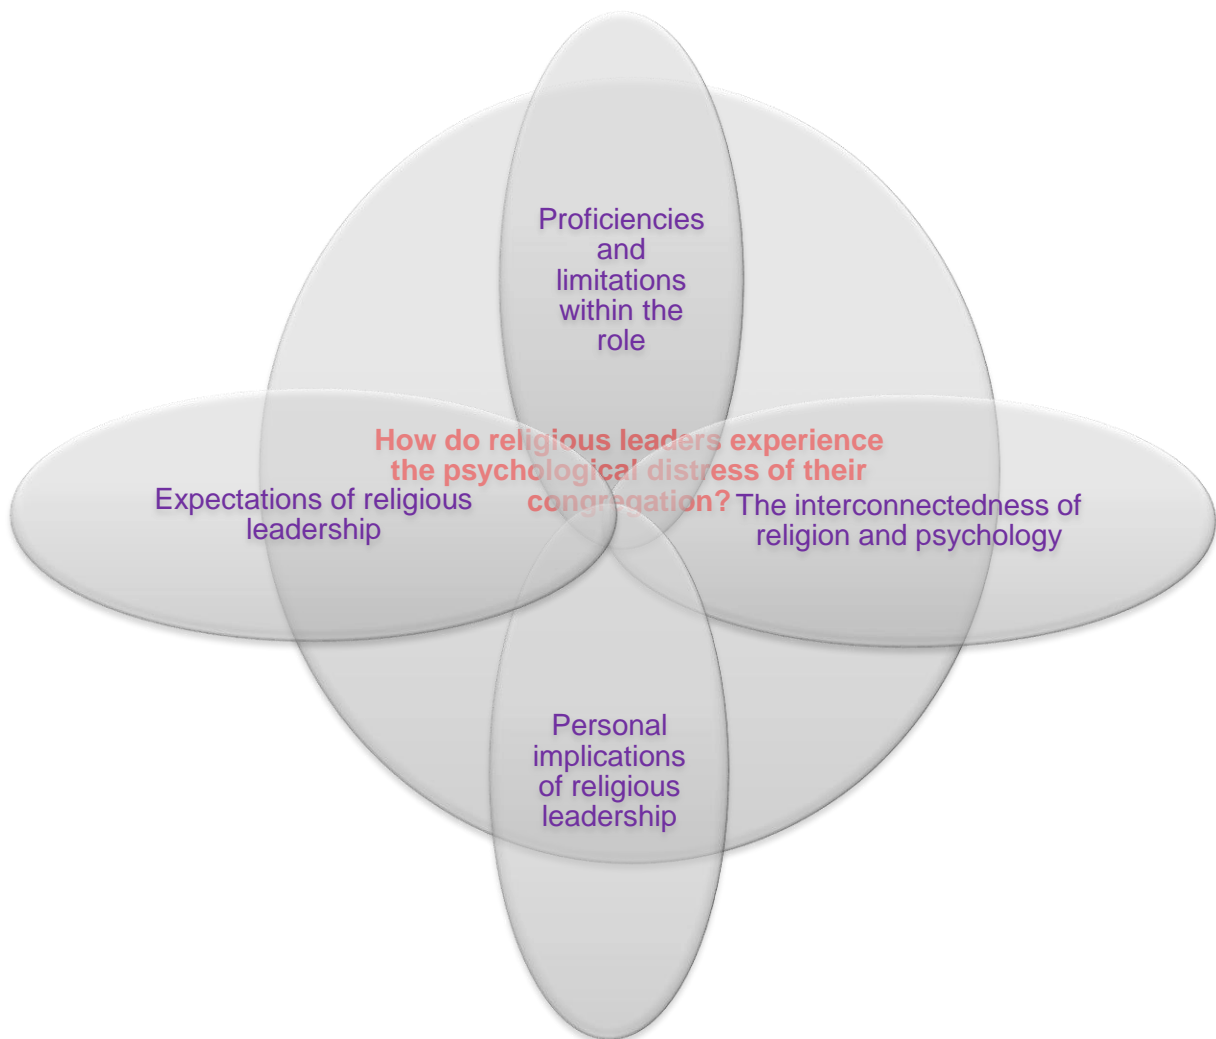 Proficiencies
and
limitations
within the
role
How do religious leaders experience
the psychological distress of their
congregation?
Expectations of religious
leadership
The interconnectedness of
religion and psychology
Personal
implications
of religious
leadership